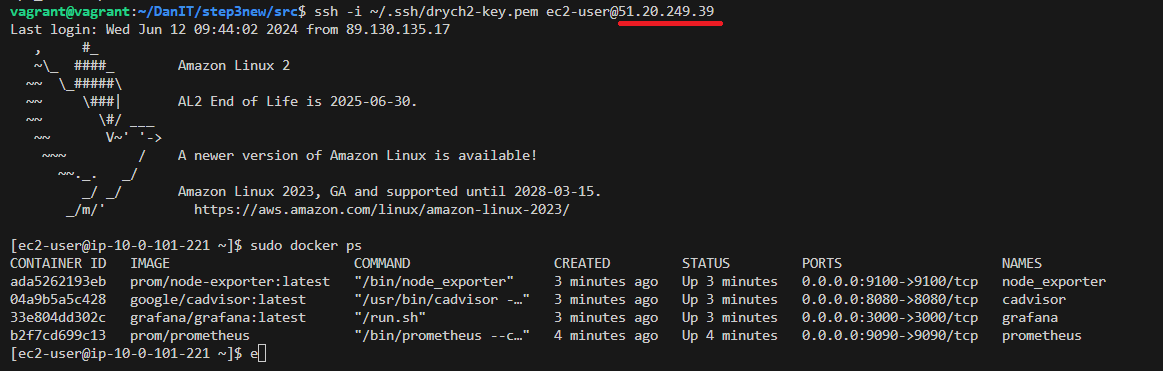 vagrant@vagrant:~/DanIT/step3new/src$ ssh -i ~/.ssh/drych2-key.pem ec2-user@51.20.249.39
Last login: Wed Jun 12 09:44:02 2024 from 89.130.135.17
   ,     #_
   ~\_  ####_        Amazon Linux 2
  ~~  \_#####\
  ~~     \###|       AL2 End of Life is 2025-06-30.
  ~~       \#/ ___
   ~~       V~' '->
    ~~~         /    A newer version of Amazon Linux is available!
      ~~._.   _/
         _/ _/       Amazon Linux 2023, GA and supported until 2028-03-15.
       _/m/'           https://aws.amazon.com/linux/amazon-linux-2023/
[ec2-user@ip-10-0-101-221 ~]$ sudo docker ps
CONTAINER ID   IMAGE                       COMMAND                  CREATED         STATUS         PORTS                    NAMES
ada5262193eb   prom/node-exporter:latest   "/bin/node_exporter"     3 minutes ago   Up 3 minutes   0.0.0.0:9100->9100/tcp   node_exporter
04a9b5a5c428   google/cadvisor:latest      "/usr/bin/cadvisor -…"   3 minutes ago   Up 3 minutes   0.0.0.0:8080->8080/tcp   cadvisor
33e804dd302c   grafana/grafana:latest      "/run.sh"                3 minutes ago   Up 3 minutes   0.0.0.0:3000->3000/tcp   grafana
b2f7cd699c13   prom/prometheus             "/bin/prometheus --c…"   4 minutes ago   Up 4 minutes   0.0.0.0:9090->9090/tcp   prometheus
[ec2-user@ip-10-0-101-221 ~]$ e